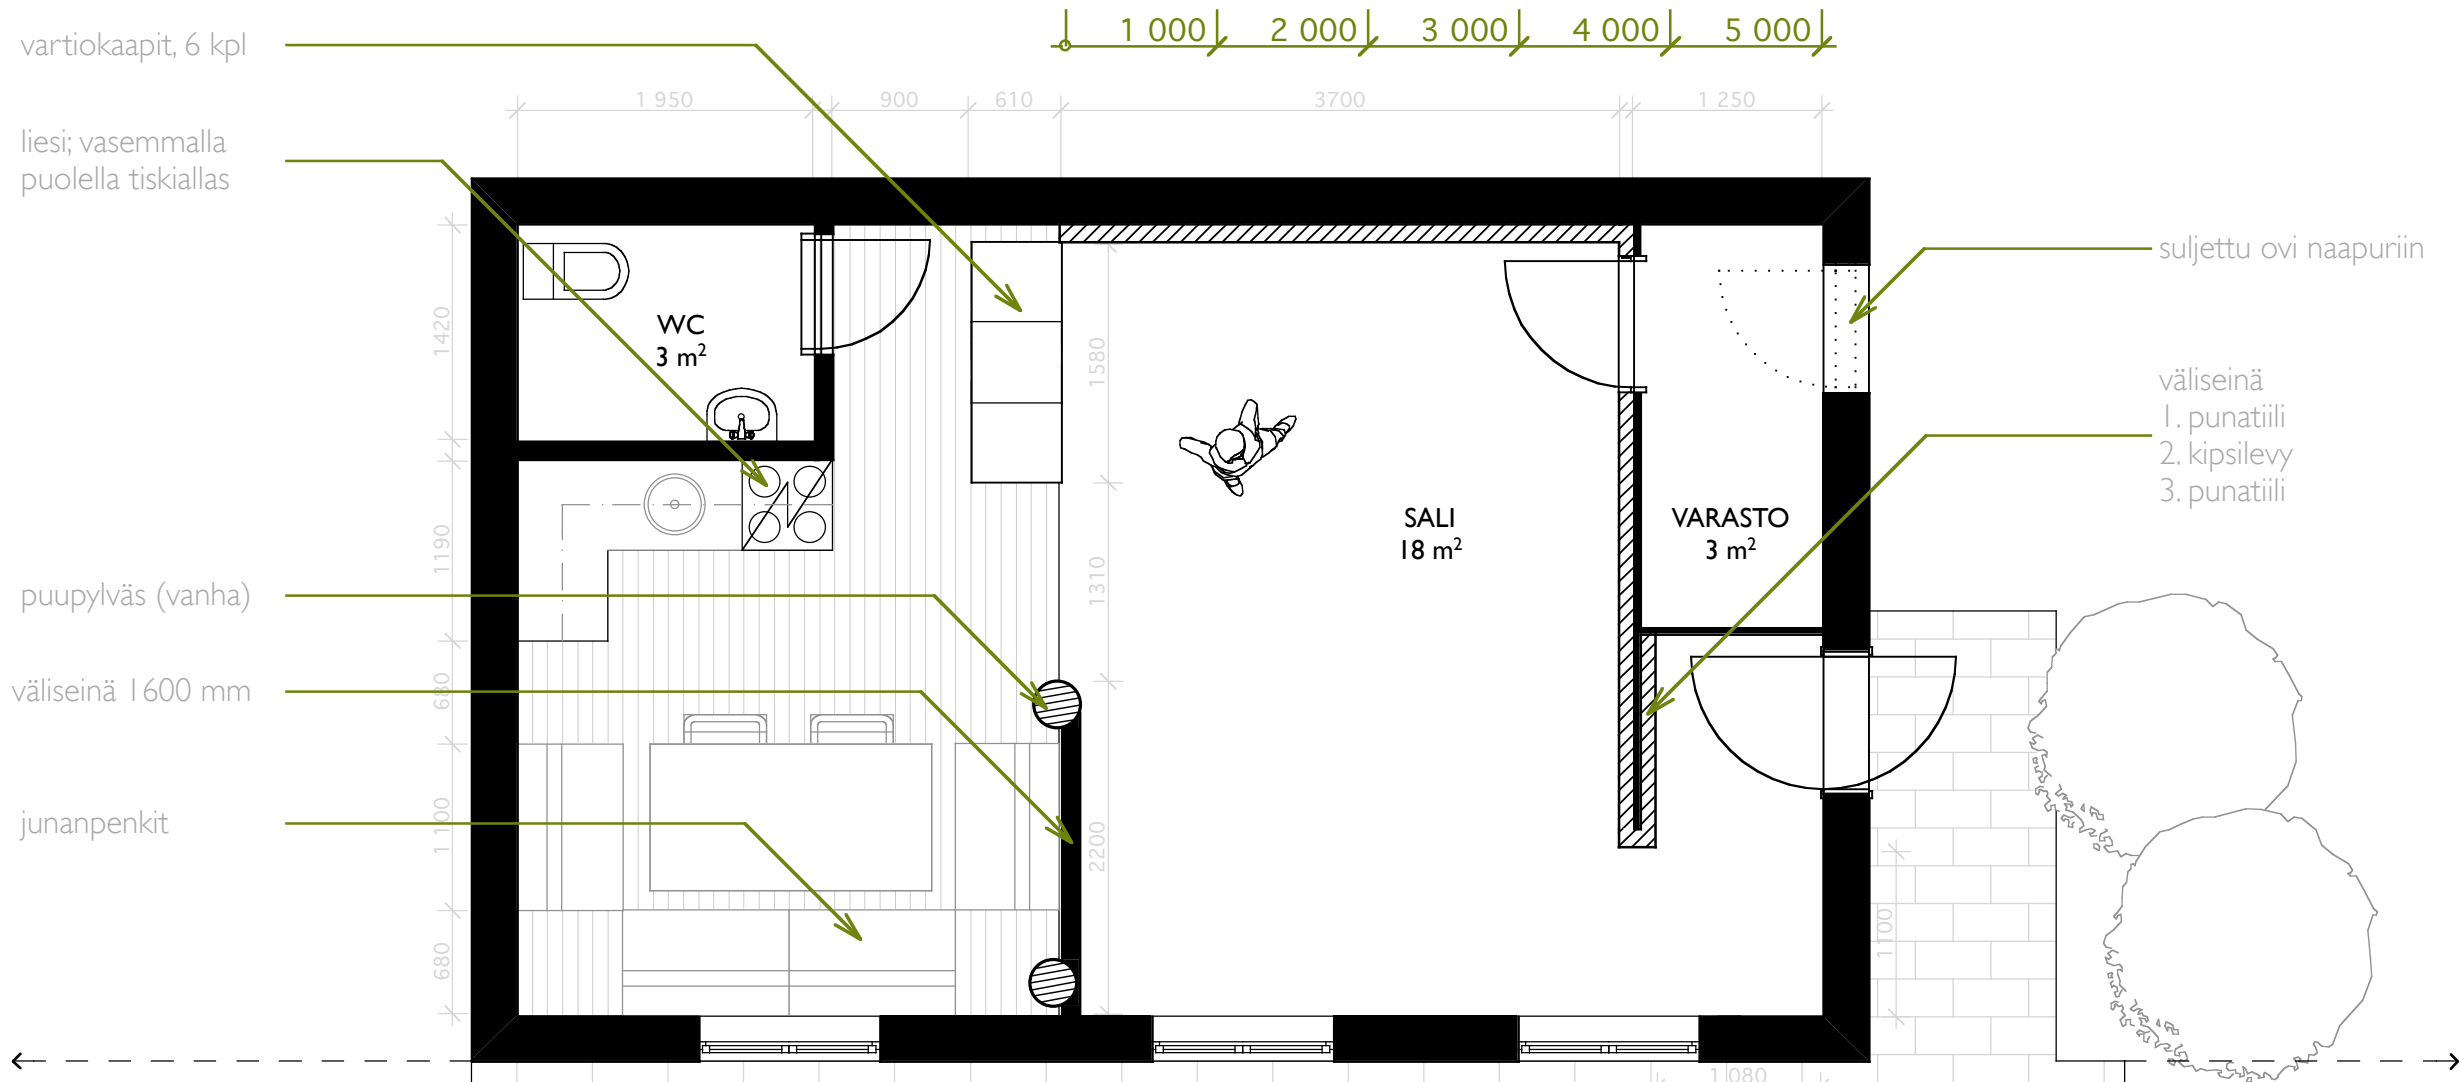 1 000 2 000 3 000 4 000 5 000
vartiokaapit, 6 kpl
1 950 900 610 3700 1 250
liesi; vasemmalla
puolella tiskiallas
suljettu ovi naapuriin
WC
3 m²
1420
1580
väliseinä
1. punatiili
2. kipsilevy
3. punatiili
SALI
18 m²
VARASTO
3 m²
1190
1310
puupylväs (vanha)
väliseinä 1600 mm
680
junanpenkit
1 100
2200
680
1100
1 080